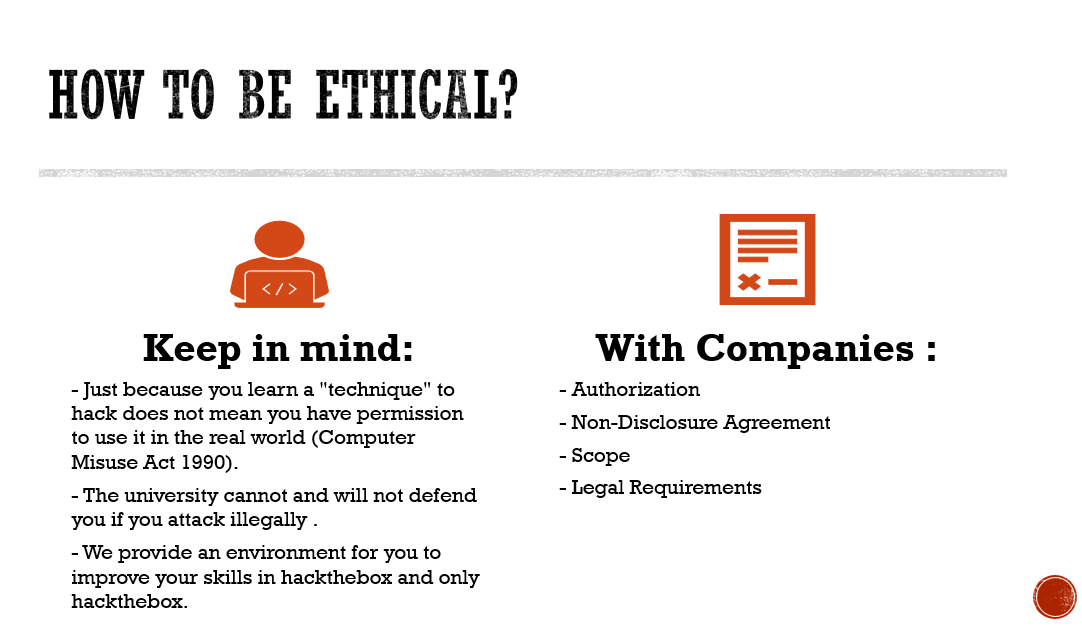 HOW TO BE ETHICAL?
</>
Keep in mind:
- Just because you learn a "technique" to
hack does not mean you have permission
to use it in the real world (Computer
Misuse Act 1990).
- The university cannot and will not defend
you if you attack illegally .
- We provide an environment for you to
improve your skills in hackthebox and only
hackthebox.
With Companies :
- Authorization
- Non-Disclosure Agreement
- Scope
- Legal Requirements